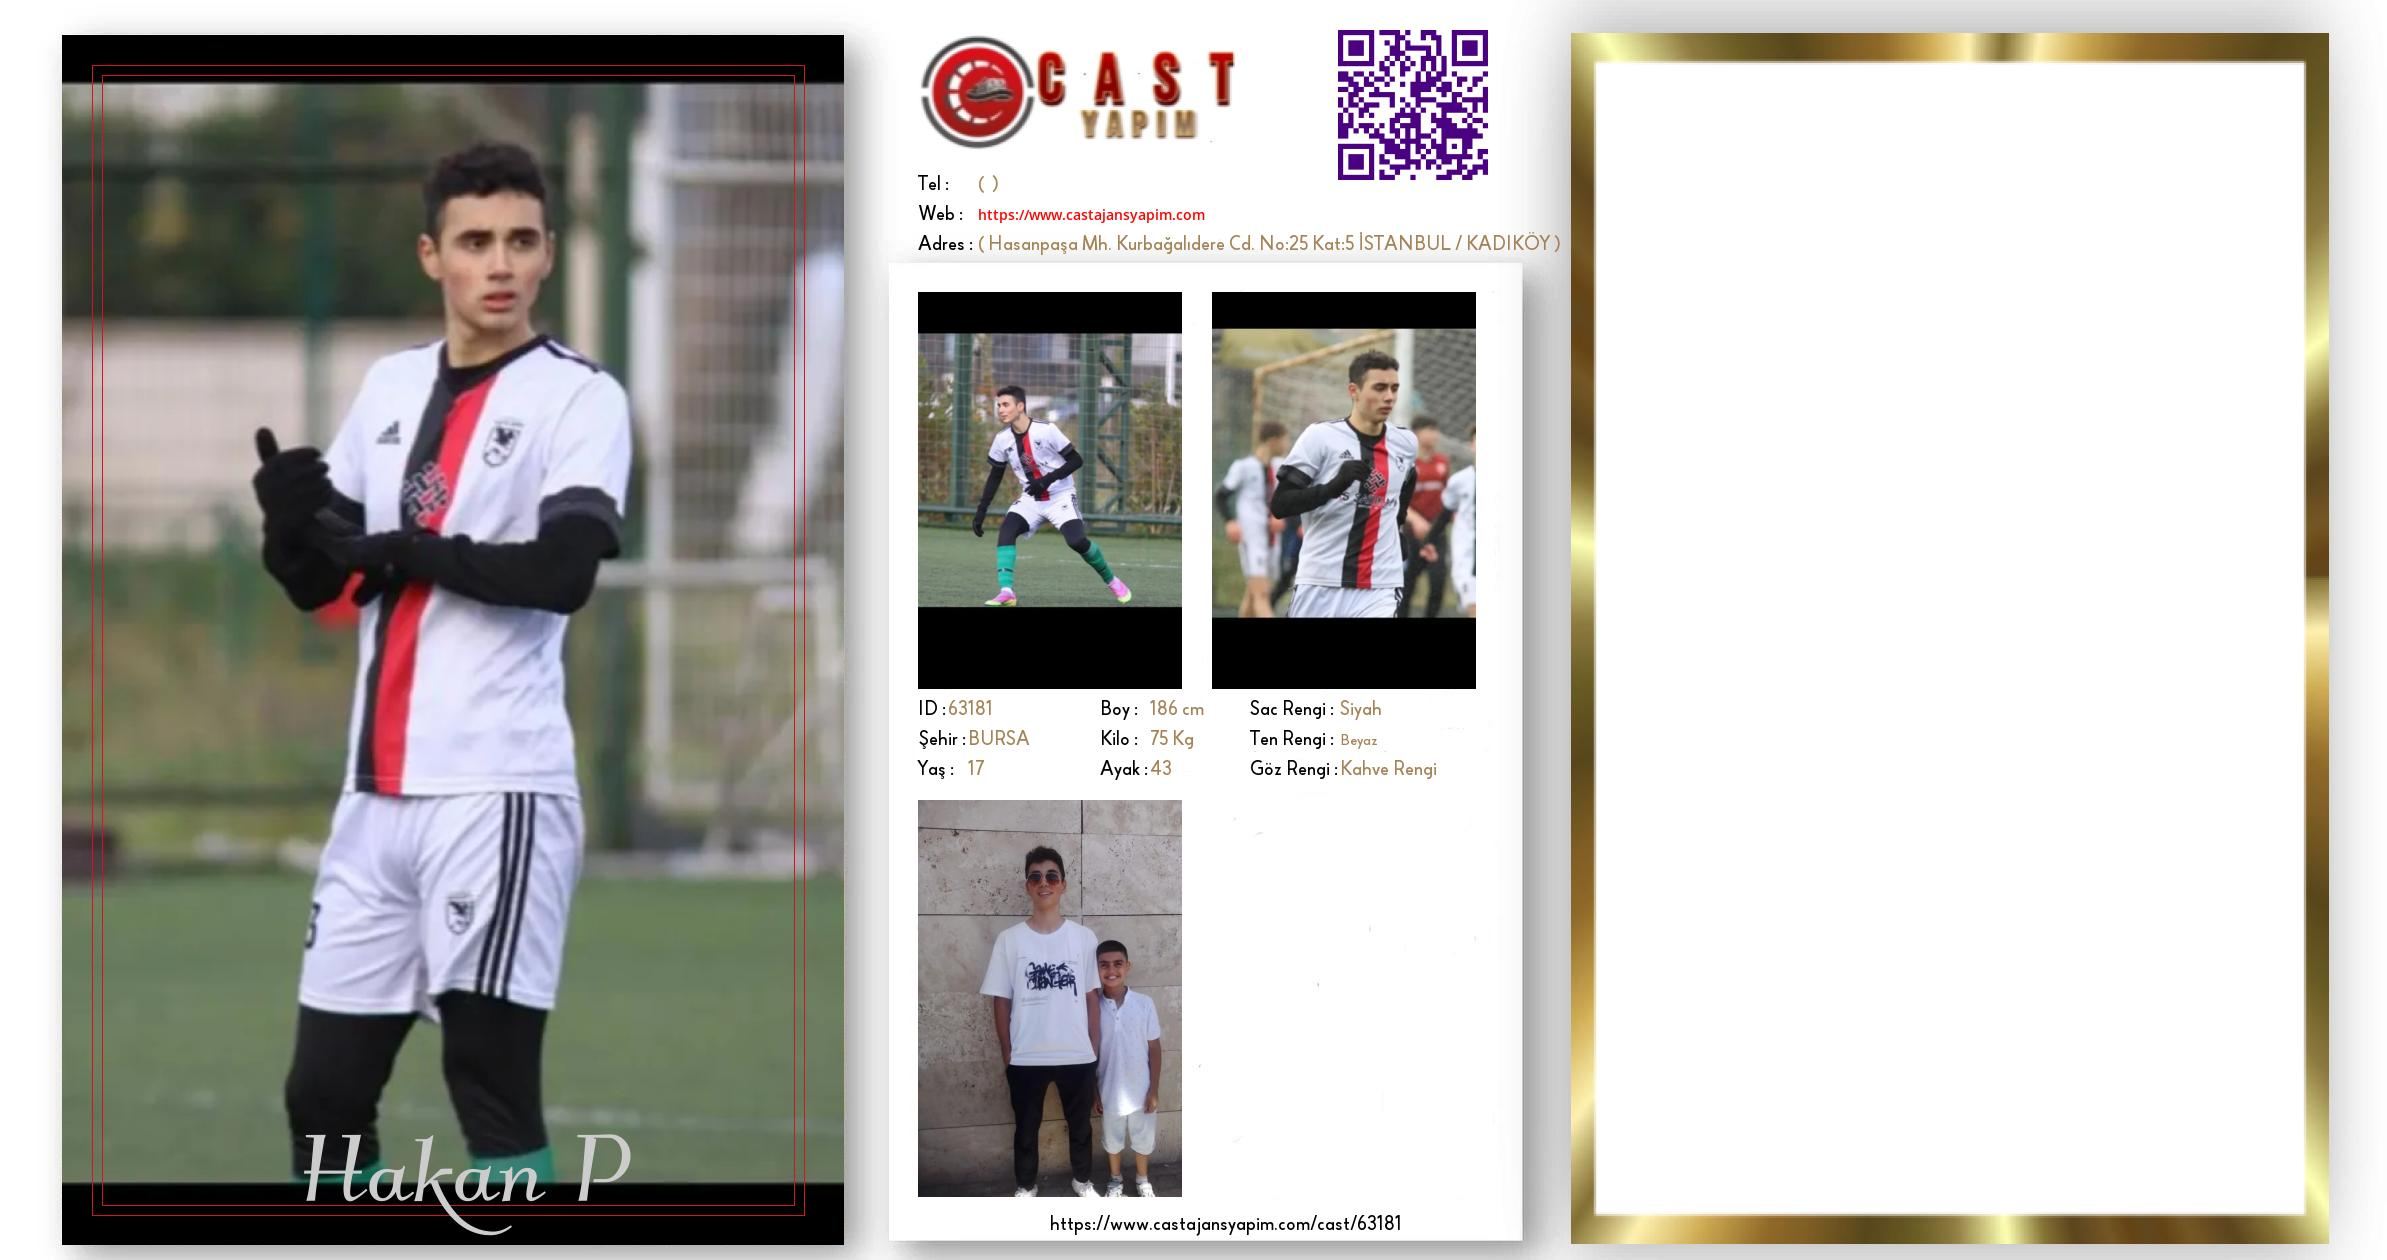 Hakan P
CAST
YAPIM
Tel : ( )
Web : https://www.castajansyapim.com
Adres : ( Hasanpaşa Mh. Kurbağalıdere Cd. No:25 Kat:5 İSTANBUL / KADIKÖY )
ID : 63181 Boy : 186 cm Sac Rengi : Siyah
Şehir : BURSA Kilo : 75 Kg Ten Rengi : Beyaz
Yaş : 17 Ayak : 43 Göz Rengi : Kahve Rengi
https://www.castajansyapim.com/cast/63181